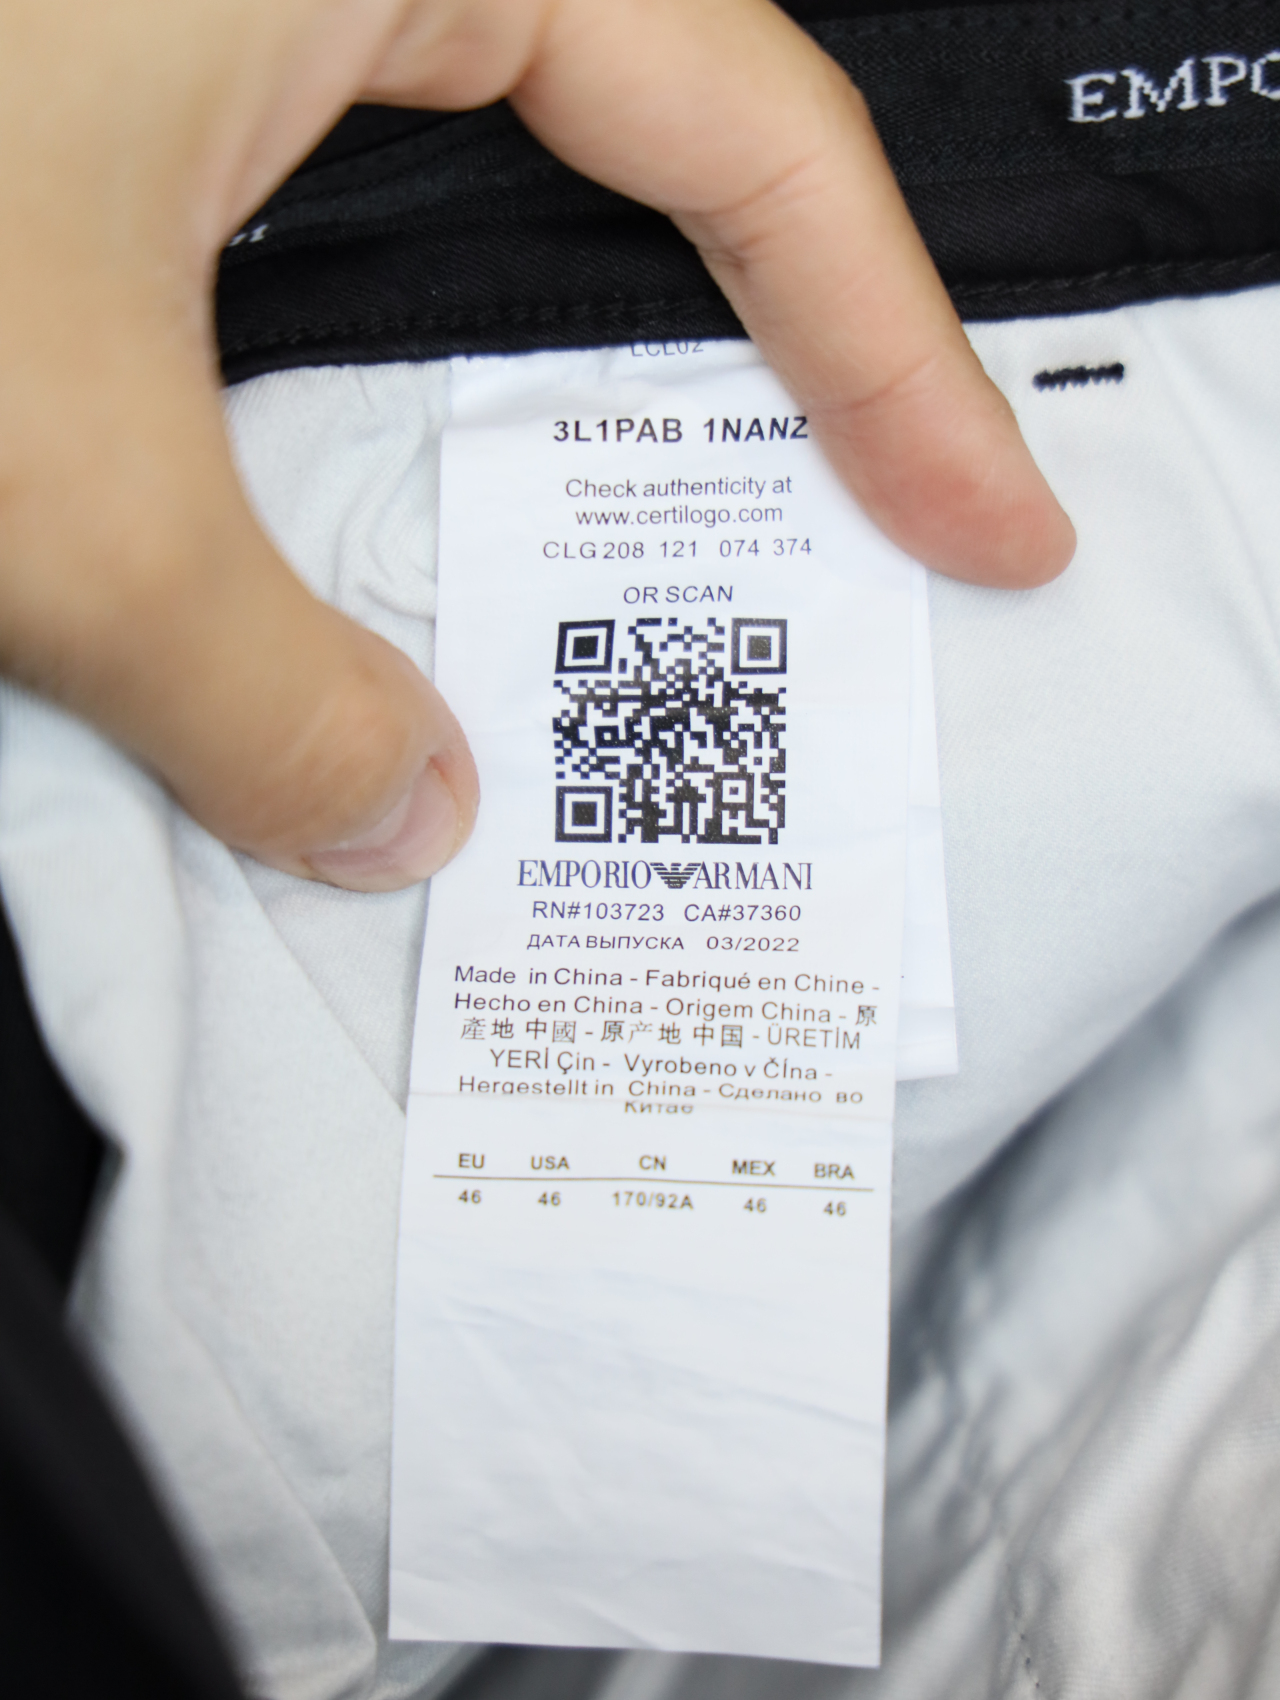 EMPO
LCL02
3L1PAB 1NANZ
Check authenticity at
www.certilogo.com
CLG 208 121 074 374
OR SCAN
EMPORIO ARMANI
RN#103723 CA#37360
ДАТА ВЫПУСКА 03/2022
Made in China - Fabriqué en Chine -
Hecho en China - Origem China - 原
產地 中國 - 原产地 中国 - ÜRETİM
YERİ Çin - Vyrobeno v ČÍna -
Hergestellt in China - Сделано во
Китае
EU USA CN MEX BRA
46 46 170/92A 46 46